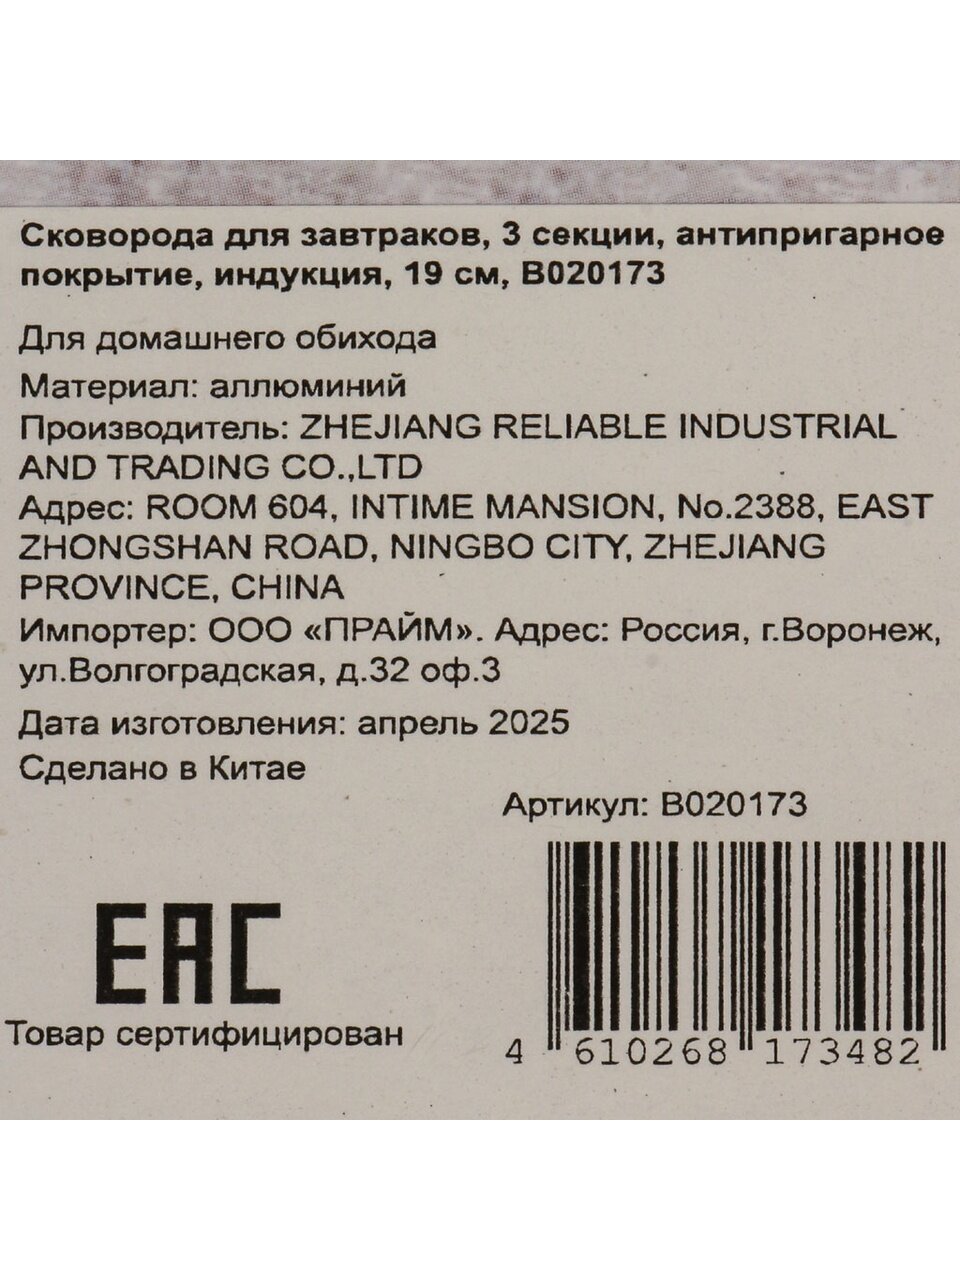 Сковорода для завтраков, 3 секции, антипригарное
покрытие, индукция, 19 см, В020173
Для домашнего обихода
Материал: аллюминий
Производитель: ZHEJIANG RELIABLE INDUSTRIAL
AND TRADING CO.,LTD
Адрес: ROOM 604, INTIME MANSION, No.2388, EAST
ZHONGSHAN ROAD, NINGBO CITY, ZHEJIANG
PROVINCE, CHINA
Импортер: ООО «ПРАЙМ». Адрес: Россия, г.Воронеж,
ул.Волгоградская, д.32 оф.3
Дата изготовления: апрель 2025
Сделано в Китае
Артикул: В020173
EAC
Товар сертифицирован
4 610268 173482